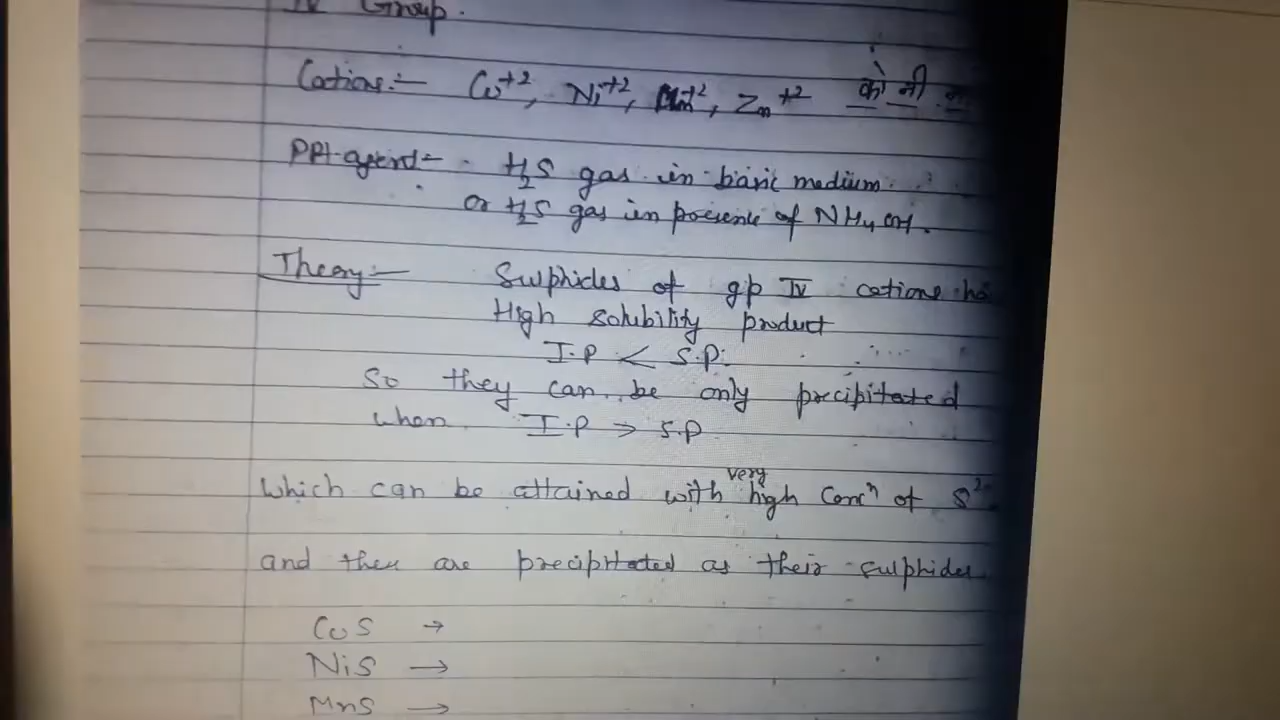 IV Group.
Cations:- Co+2, Ni+2, Mn+2, Zn+2 को नी
PPt agent:- H2S gas in basic medium.
or H2S gas in presence of NH4OH.
Theory:- Sulphides of gp IV cations
High solubility product
I.P < S.P.
So they can be only precipitated
when I.P > S.P
very
which can be attained with high Concn of S2-
and then are precipitated as their sulphides
CoS →
NiS →
MnS →